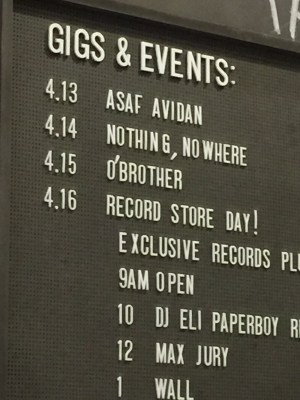 GIGS & EVENTS:
4.13 ASAF AVIDAN
4.14 NOTHING, NOWHERE
4.15 O'BROTHER
4.16 RECORD STORE DAY!
EXCLUSIVE RECORDS
9AM OPEN
10 DJ ELI PAPERBOY
12 MAX JURY
1 WALL